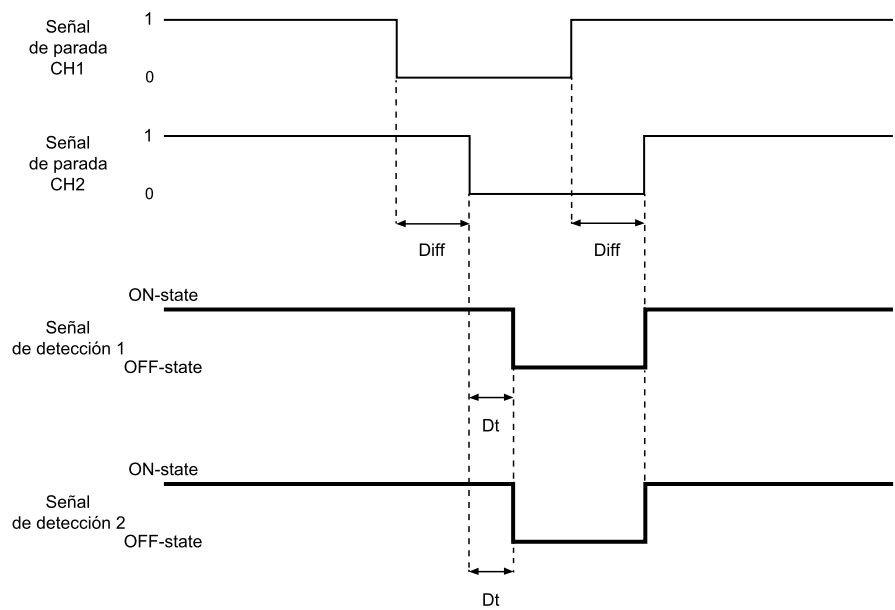 Señal
de parada
CH1
1
0
Señal
de parada
CH2
1
0
Diff
Diff
ON-state
Señal
de detección 1
OFF-state
Dt
ON-state
Señal
de detección 2
OFF-state
Dt